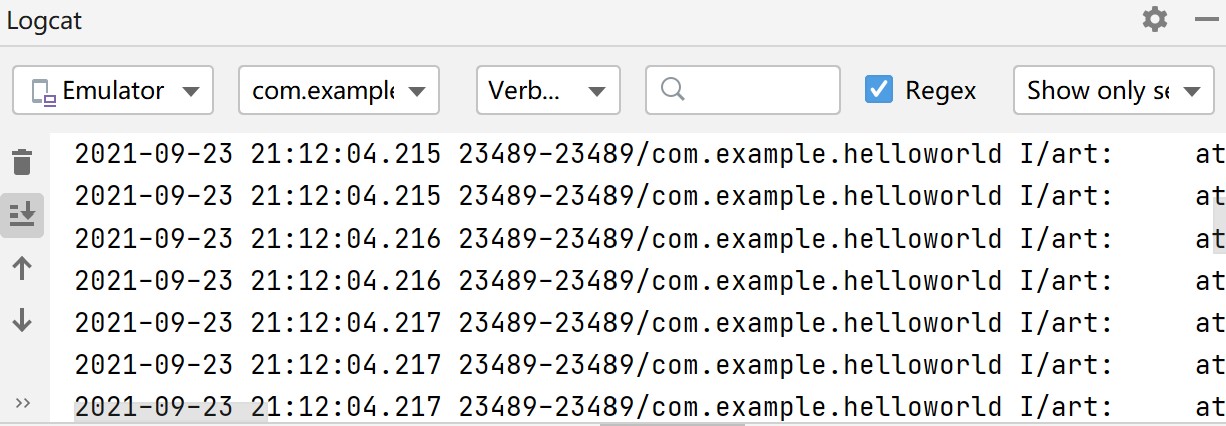 Logcat
Emulator com.example Verb... Regex Show only se
2021-09-23 21:12:04.215 23489-23489/com.example.helloworld I/art: at
2021-09-23 21:12:04.215 23489-23489/com.example.helloworld I/art: at
2021-09-23 21:12:04.216 23489-23489/com.example.helloworld I/art: at
2021-09-23 21:12:04.216 23489-23489/com.example.helloworld I/art: at
2021-09-23 21:12:04.217 23489-23489/com.example.helloworld I/art: at
2021-09-23 21:12:04.217 23489-23489/com.example.helloworld I/art: at
2021-09-23 21:12:04.217 23489-23489/com.example.helloworld I/art: at